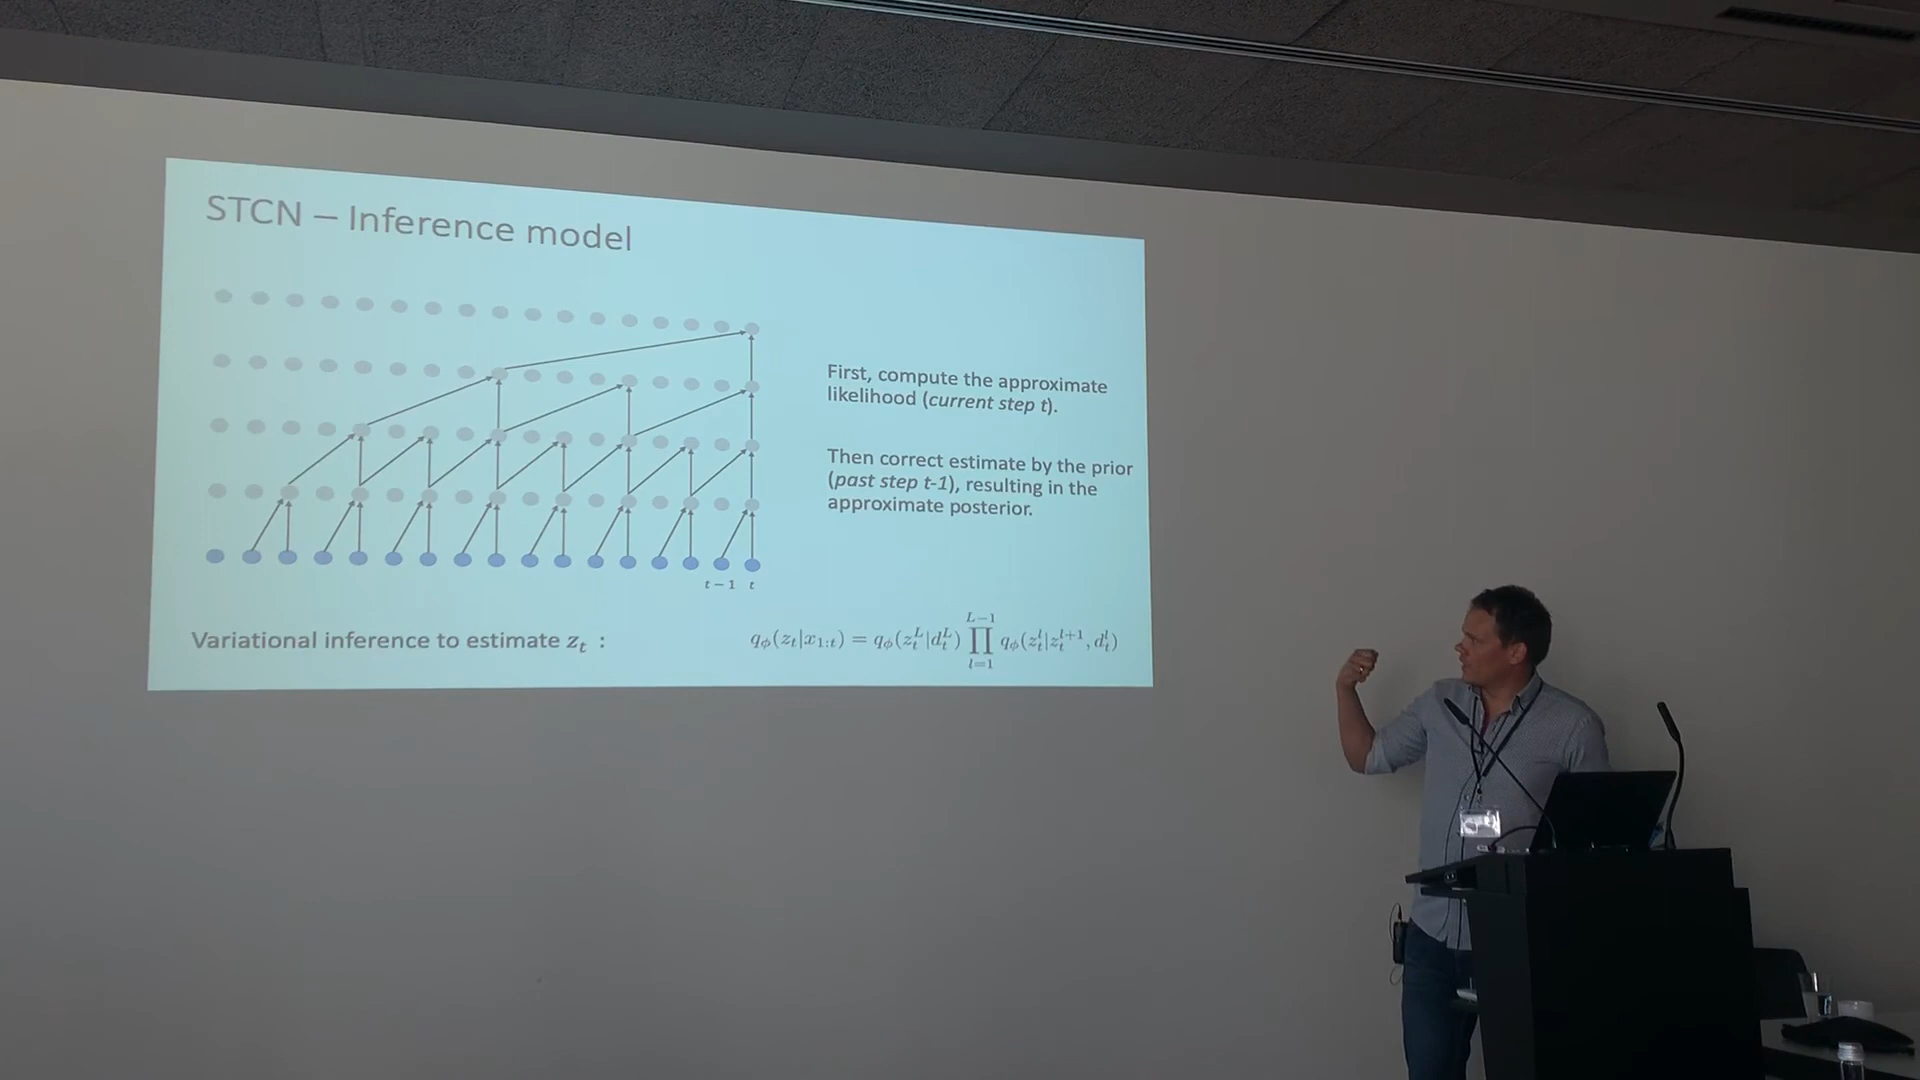 STCN – Inference model
First, compute the approximate
likelihood (current step t).
Then correct estimate by the prior
(past step t-1), resulting in the
approximate posterior.
t − 1 t
Variational inference to estimate z_t :
q_ϕ(z_t|x_{1:t}) = q_ϕ(z_t^L|d_t^L) ∏_{l=1}^{L−1} q_ϕ(z_t^l|z_t^{l+1}, d_t^l)